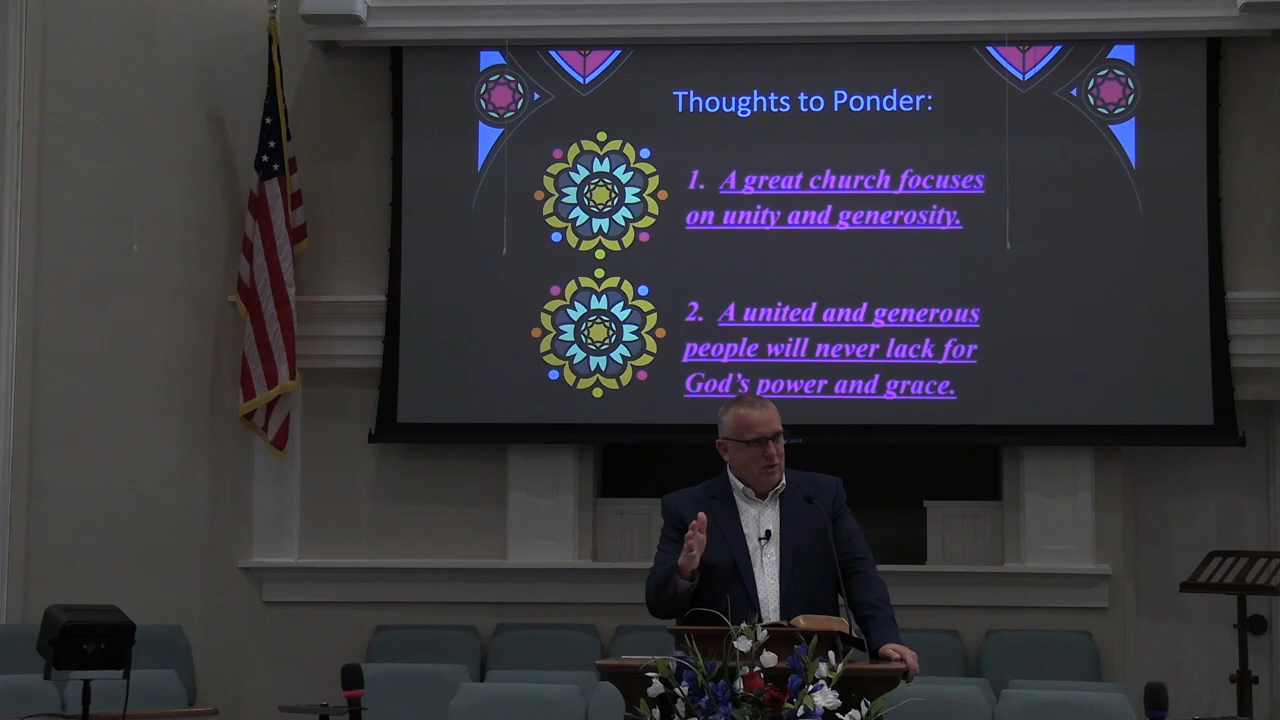 Thoughts to Ponder:
1. A great church focuses
on unity and generosity.
2. A united and generous
people will never lack for
God's power and grace.